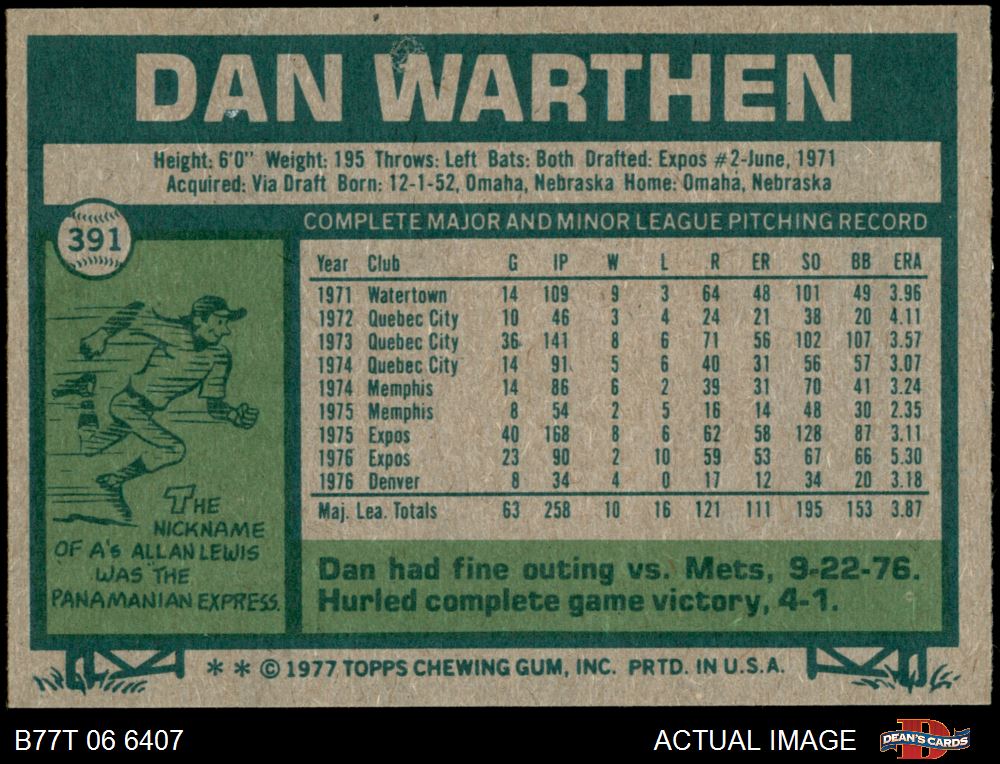 DAN WARTHEN
Height: 6'0" Weight: 195 Throws: Left Bats: Both Drafted: Expos #2-June, 1971
Acquired: Via Draft Born: 12-1-52, Omaha, Nebraska Home: Omaha, Nebraska
391
COMPLETE MAJOR AND MINOR LEAGUE PITCHING RECORD
Year Club G IP W L R ER SO BB ERA
1971 Watertown 14 109 9 3 64 48 101 49 3.96
1972 Quebec City 10 46 3 4 24 21 38 20 4.11
1973 Quebec City 36 141 8 6 71 56 102 107 3.57
1974 Quebec City 14 91 5 6 40 31 56 57 3.07
1974 Memphis 14 86 6 2 39 31 70 41 3.24
1975 Memphis 8 54 2 5 16 14 48 30 2.35
1975 Expos 40 168 8 6 62 58 128 87 3.11
1976 Expos 23 90 2 10 59 53 67 66 5.30
1976 Denver 8 34 4 0 17 12 34 20 3.18
Maj. Lea. Totals 63 258 10 16 121 111 195 153 3.87
THE
NICKNAME
OF A's ALLAN LEWIS
WAS THE
PANAMANIAN EXPRESS.
Dan had fine outing vs. Mets, 9-22-76.
Hurled complete game victory, 4-1.
** © 1977 TOPPS CHEWING GUM, INC. PRTD. IN U.S.A.
B77T 06 6407
ACTUAL IMAGE
D
DEAN'S CARDS